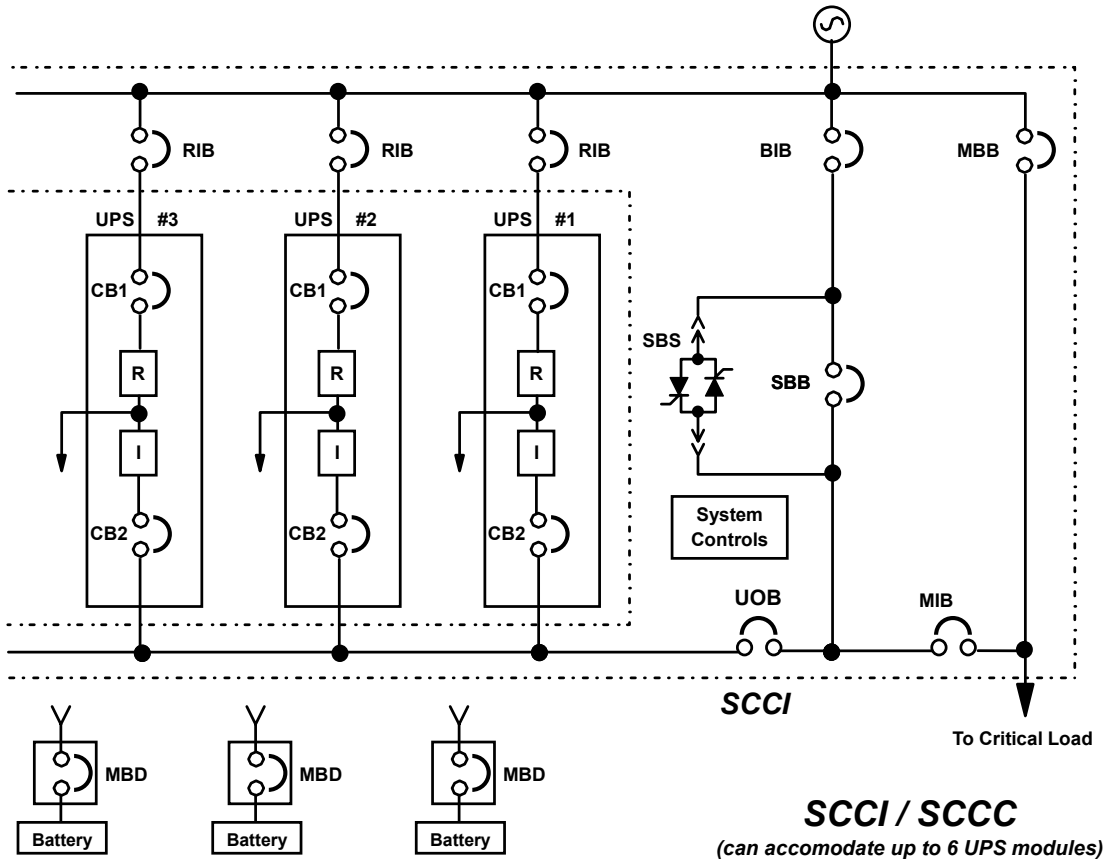 RIB
RIB
RIB
BIB
MBB
UPS #3
UPS #2
UPS #1
CB1
CB1
CB1
SBS
R
R
R
SBB
I
I
I
System
Controls
CB2
CB2
CB2
UOB
MIB
SCCI
To Critical Load
MBD
MBD
MBD
Battery
Battery
Battery
SCCI / SCCC
(can accomodate up to 6 UPS modules)